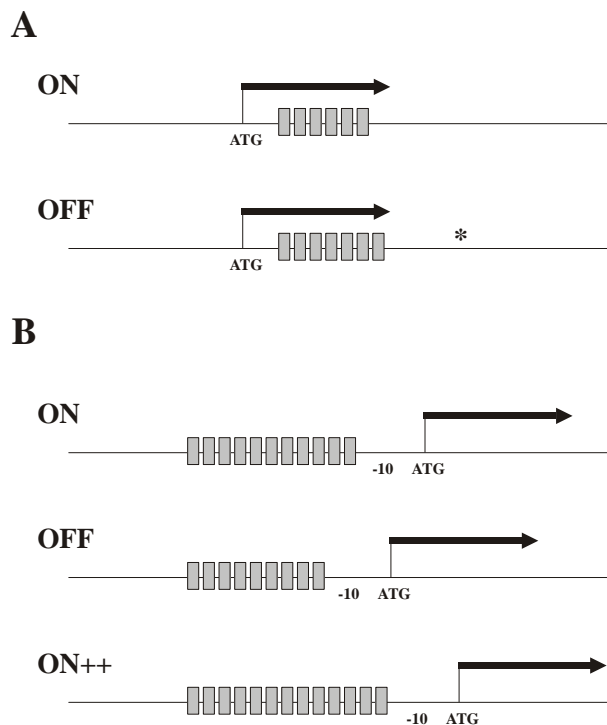 A
ON
ATG
OFF
*
ATG
B
ON
-10 ATG
OFF
-10 ATG
ON++
-10 ATG